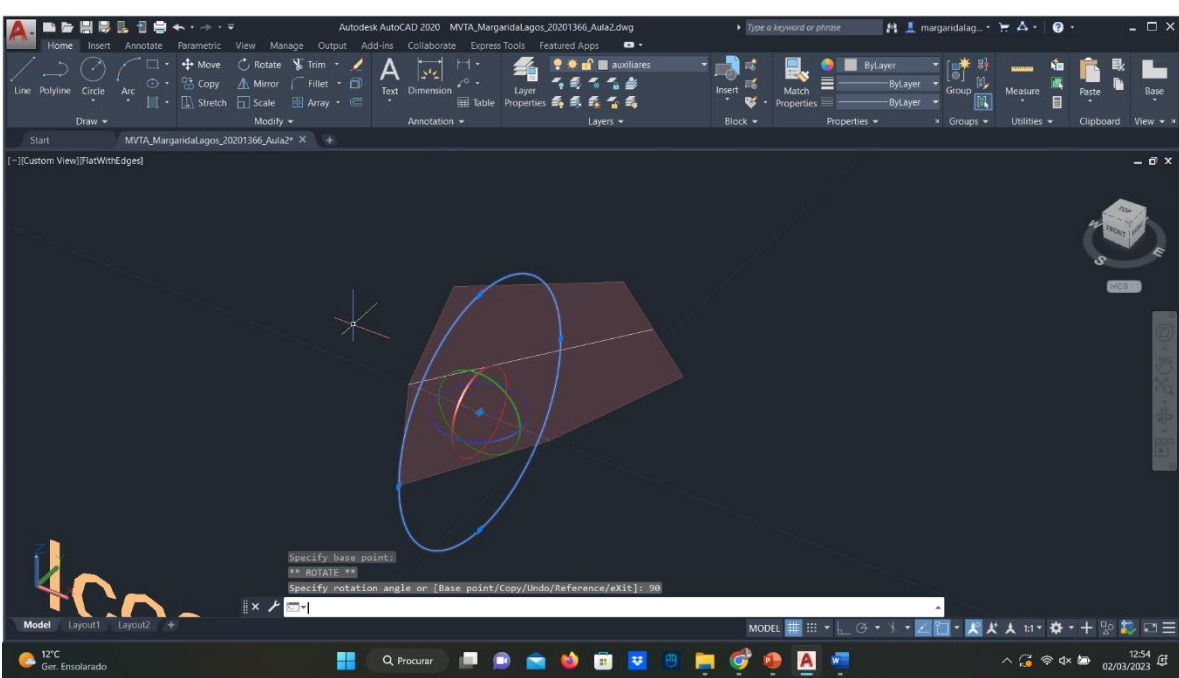 Autodesk AutoCAD 2020 MVTA_MargaridaLagos_20201366_Aula2.dwg
Type a keyword or phrase
margaridalag...
Home Insert Annotate Parametric View Manage Output Add-ins Collaborate Express Tools Featured Apps
Line Polyline Circle Arc
Move Rotate Trim
Copy Mirror Fillet
Stretch Scale Array
Text Dimension
Table
Layer Properties
auxiliares
Insert
Match Properties
ByLayer
ByLayer
ByLayer
Group
Measure
Paste
Base
Draw Modify Annotation Layers Block Properties Groups Utilities Clipboard View
Start MVTA_MargaridaLagos_20201366_Aula2* +
[−][Custom View][FlatWithEdges]
TOP
FRONT
W
S
E
WCS
Z
Specify base point:
** ROTATE **
Specify rotation angle or [Base point/Copy/Undo/Reference/eXit]: 90
Model Layout1 Layout2 +
MODEL
1:1
12°C
Ger. Ensolarado
Procurar
12:54
02/03/2023